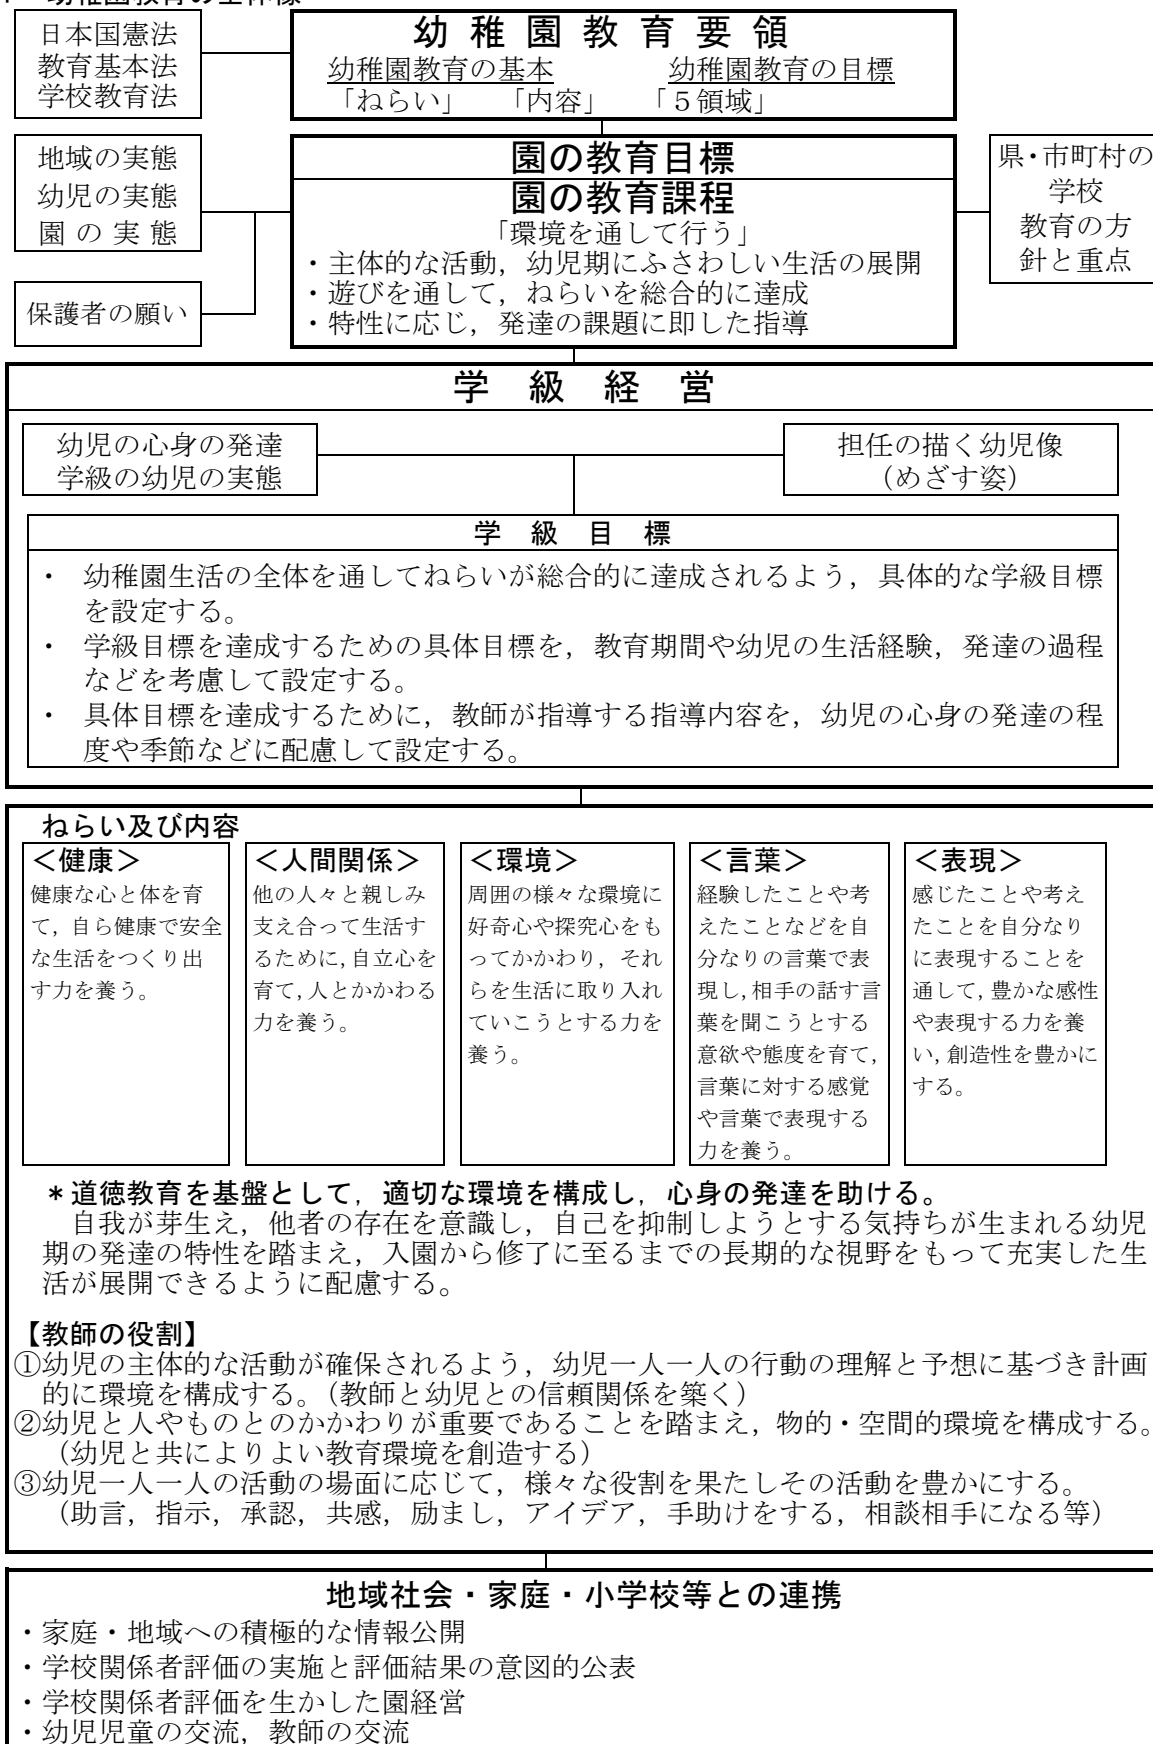 日本国憲法
教育基本法
学校教育法
幼稚園教育要領
幼稚園教育の基本　幼稚園教育の目標
「ねらい」　「内容」　「５領域」
地域の実態
幼児の実態
園の実態
保護者の願い
園の教育目標
園の教育課程
「環境を通して行う」
・主体的な活動，幼児期にふさわしい生活の展開
・遊びを通して，ねらいを総合的に達成
・特性に応じ，発達の課題に即した指導
県・市町村の
学校
教育の方
針と重点
学級経営
幼児の心身の発達
学級の幼児の実態
担任の描く幼児像
（めざす姿）
学級目標
・　幼稚園生活の全体を通してねらいが総合的に達成されるよう，具体的な学級目標
を設定する。
・　学級目標を達成するための具体目標を，教育期間や幼児の生活経験，発達の過程
などを考慮して設定する。
・　具体目標を達成するために，教師が指導する指導内容を，幼児の心身の発達の程
度や季節などに配慮して設定する。
ねらい及び内容
＜健康＞
健康な心と体を育
て，自ら健康で安全
な生活をつくり出
す力を養う。
＜人間関係＞
他の人々と親しみ
支え合って生活す
るために，自立心を
育て，人とかかわる
力を養う。
＜環境＞
周囲の様々な環境に
好奇心や探究心をも
ってかかわり，それ
らを生活に取り入れ
ていこうとする力を
養う。
＜言葉＞
経験したことや考
えたことなどを自
分なりの言葉で表
現し，相手の話す言
葉を聞こうとする
意欲や態度を育て，
言葉に対する感覚
や言葉で表現する
力を養う。
＜表現＞
感じたことや考え
たことを自分なり
に表現することを
通して，豊かな感性
や表現する力を養
い，創造性を豊かに
する。
＊道徳教育を基盤として，適切な環境を構成し，心身の発達を助ける。
自我が芽生え，他者の存在を意識し，自己を抑制しようとする気持ちが生まれる幼児
期の発達の特性を踏まえ，入園から修了に至るまでの長期的な視野をもって充実した生
活が展開できるように配慮する。
【教師の役割】
①幼児の主体的な活動が確保されるよう，幼児一人一人の行動の理解と予想に基づき計画
的に環境を構成する。（教師と幼児との信頼関係を築く）
②幼児と人やものとのかかわりが重要であることを踏まえ，物的・空間的環境を構成する。
（幼児と共によりよい教育環境を創造する）
③幼児一人一人の活動の場面に応じて，様々な役割を果たしその活動を豊かにする。
（助言，指示，承認，共感，励まし，アイデア，手助けをする，相談相手になる等）
地域社会・家庭・小学校等との連携
・家庭・地域への積極的な情報公開
・学校関係者評価の実施と評価結果の意図的公表
・学校関係者評価を生かした園経営
・幼児児童の交流，教師の交流